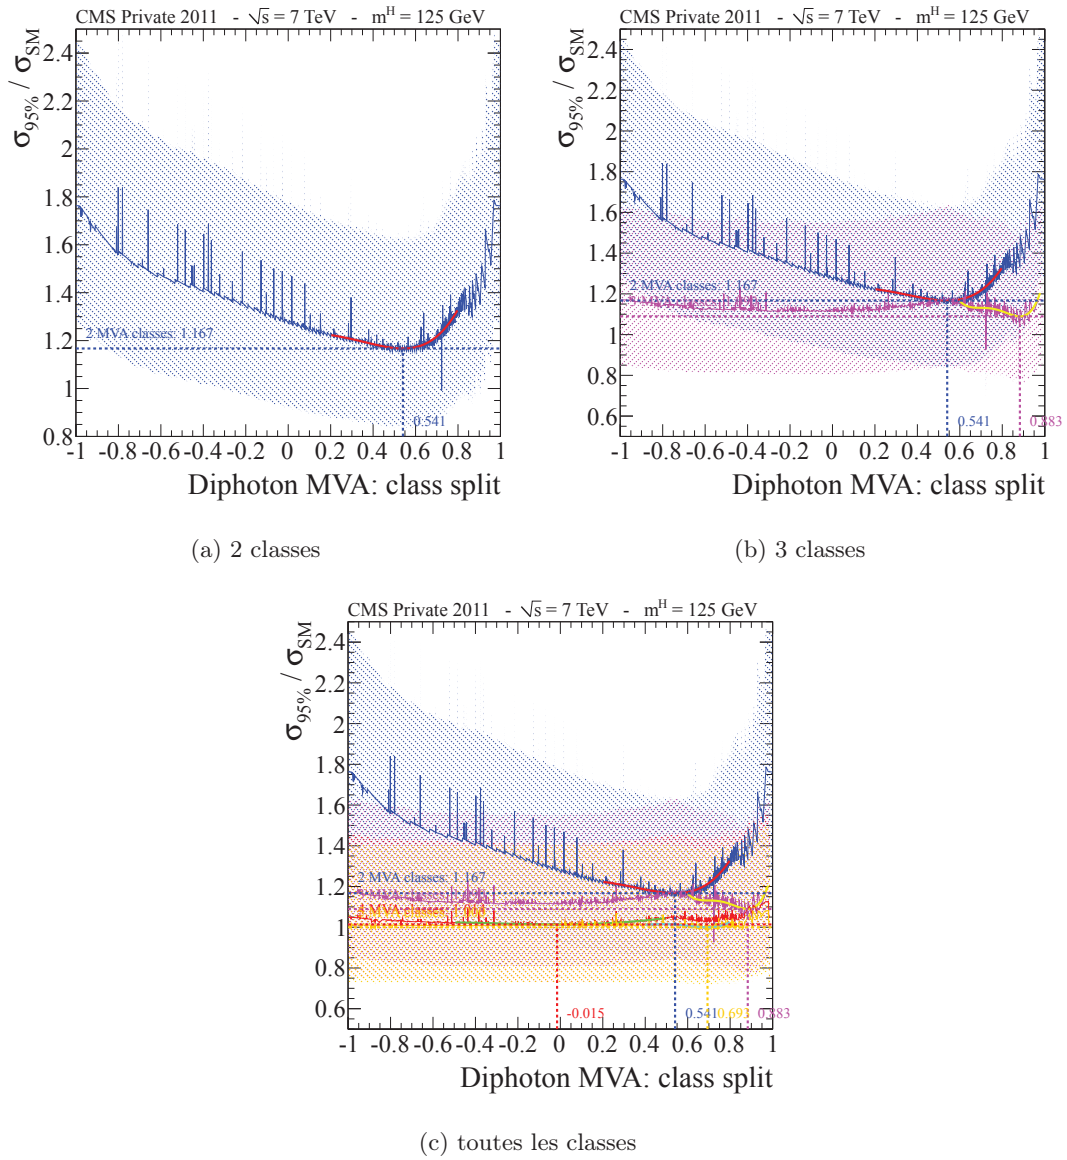 CMS Private 2011 - √s = 7 TeV - m^H = 125 GeV
σ95% / σSM
2.4
2.2
2
1.8
1.6
1.4
1.2
1
0.8
2 MVA classes: 1.167
0.541
-1 -0.8 -0.6 -0.4 -0.2 0 0.2 0.4 0.6 0.8 1
Diphoton MVA: class split
(a) 2 classes
CMS Private 2011 - √s = 7 TeV - m^H = 125 GeV
σ95% / σSM
2.4
2.2
2
1.8
1.6
1.4
1.2
1
0.8
0.6
2 MVA classes: 1.167
0.541 0.883
-1 -0.8 -0.6 -0.4 -0.2 0 0.2 0.4 0.6 0.8 1
Diphoton MVA: class split
(b) 3 classes
CMS Private 2011 - √s = 7 TeV - m^H = 125 GeV
σ95% / σSM
2.4
2.2
2
1.8
1.6
1.4
1.2
1
0.8
0.6
2 MVA classes: 1.167
MVA classes:
-0.015 0.541 0.693 0.883
-1 -0.8 -0.6 -0.4 -0.2 0 0.2 0.4 0.6 0.8 1
Diphoton MVA: class split
(c) toutes les classes